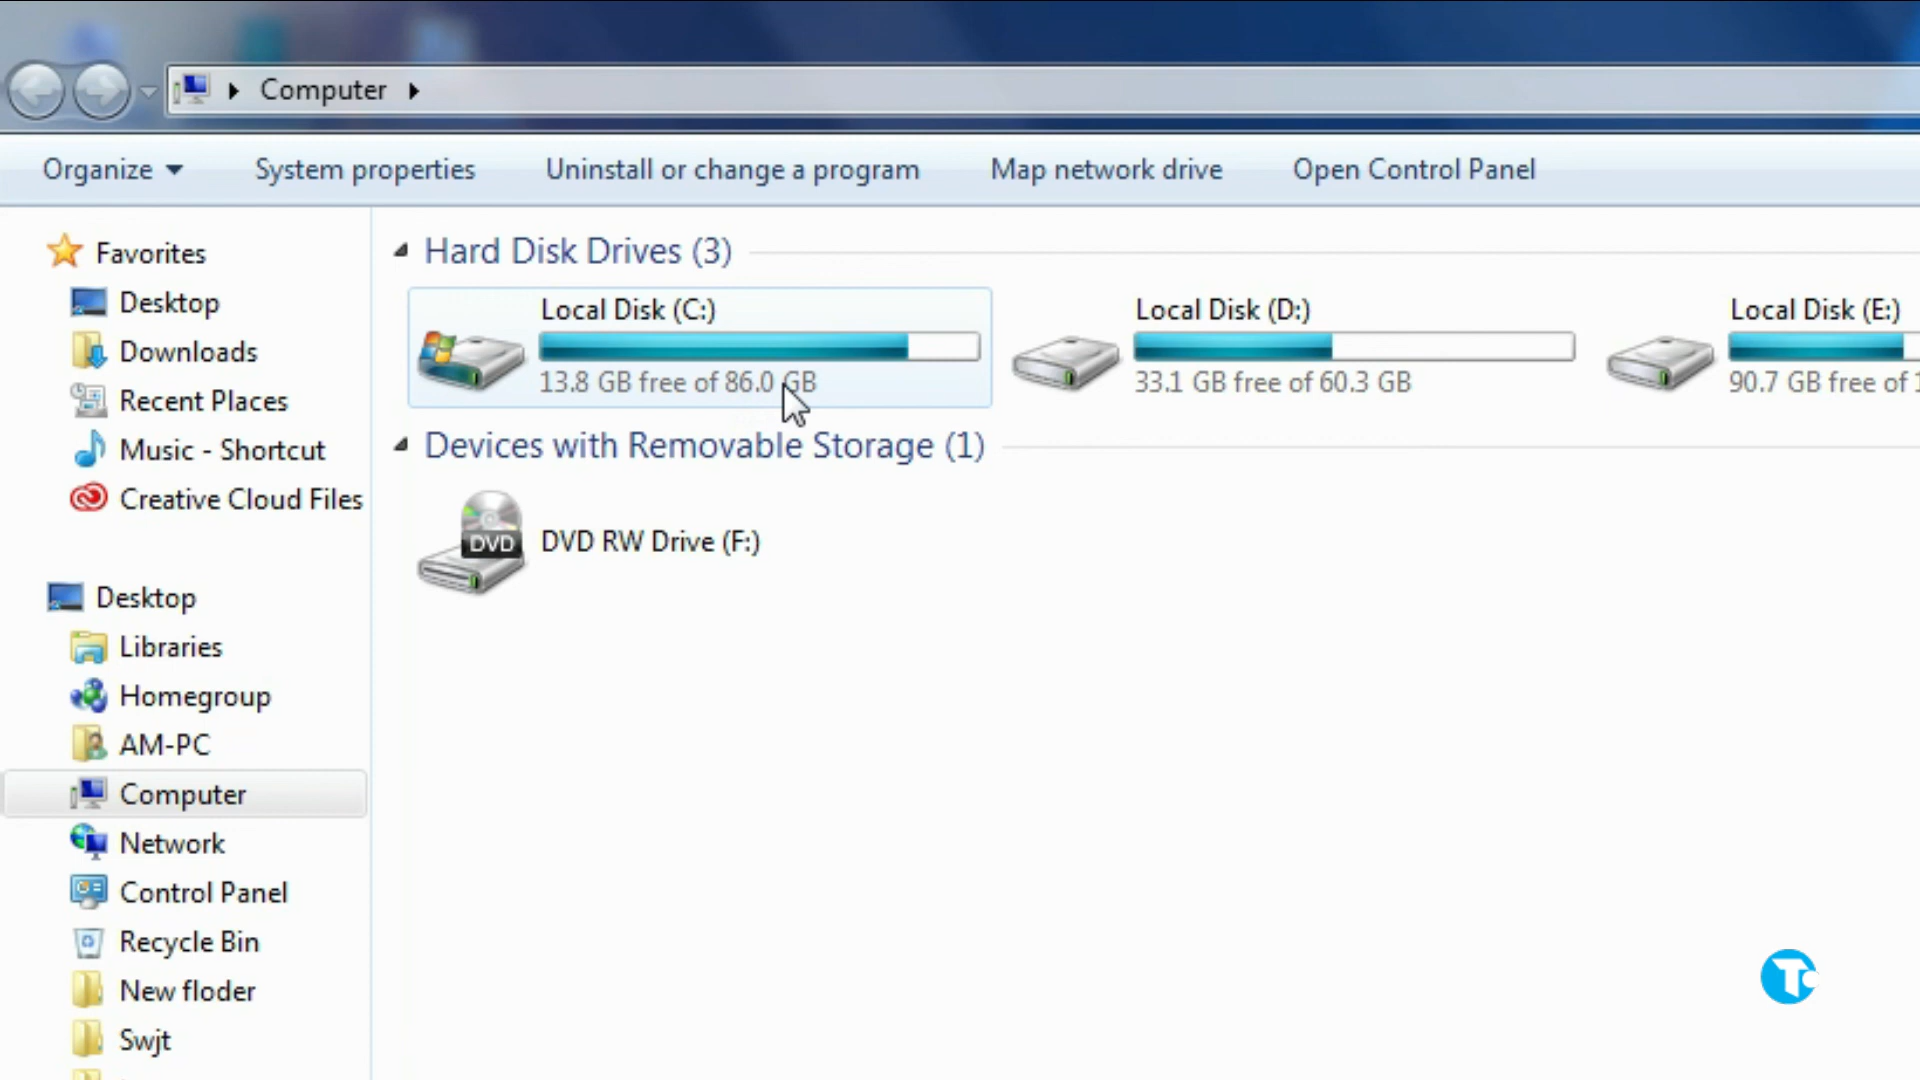 Computer
Organize
System properties
Uninstall or change a program
Map network drive
Open Control Panel
Favorites
Desktop
Downloads
Recent Places
Music - Shortcut
Creative Cloud Files
Desktop
Libraries
Homegroup
AM-PC
Computer
Network
Control Panel
Recycle Bin
New floder
Swjt
Hard Disk Drives (3)
Local Disk (C:)
13.8 GB free of 86.0 GB
Local Disk (D:)
33.1 GB free of 60.3 GB
Local Disk (E:)
90.7 GB free of
Devices with Removable Storage (1)
DVD
DVD RW Drive (F:)